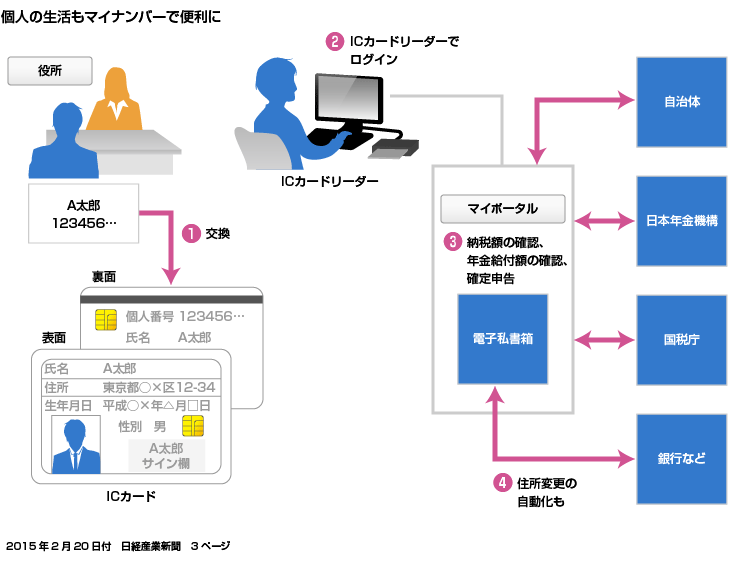 個人の生活もマイナンバーで便利に
役所
A太郎
123456…
1 交換
裏面
個人番号 123456…
氏名 A太郎
表面
氏名 A太郎
住所 東京都○×区12-34
生年月日 平成○×年△月□日
性別 男
A太郎
サイン欄
ICカード
2 ICカードリーダーで
ログイン
ICカードリーダー
マイポータル
3 納税額の確認、
年金給付額の確認、
確定申告
電子私書箱
自治体
日本年金機構
国税庁
銀行など
4 住所変更の
自動化も
2015年2月20日付 日経産業新聞 3ページ